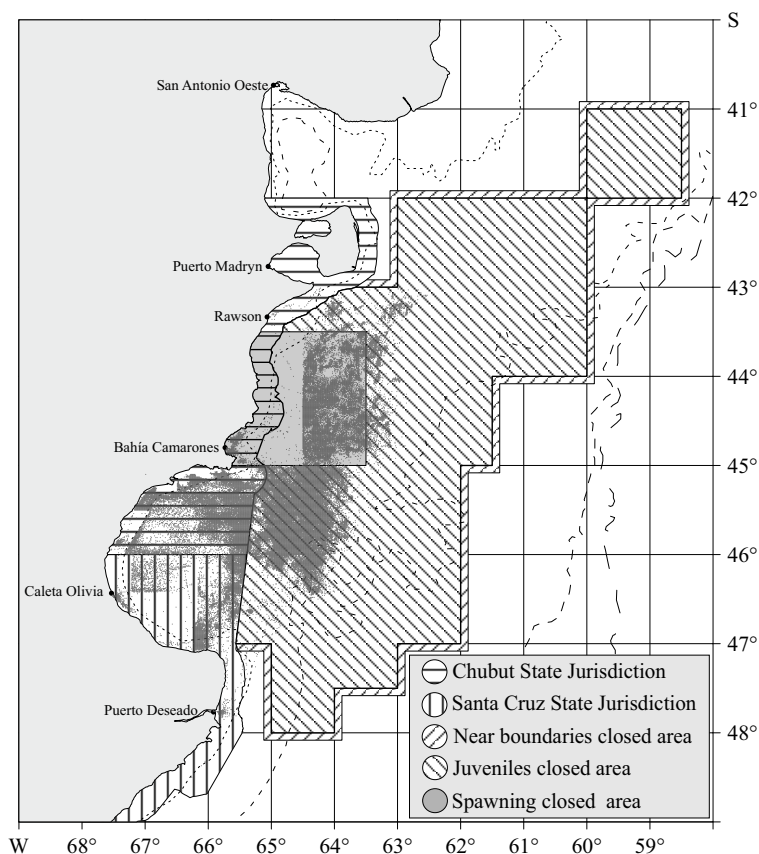 S
San Antonio Oeste
41°
42°
Puerto Madryn
43°
Rawson
44°
Bahía Camarones
45°
46°
Caleta Olivia
47°
Chubut State Jurisdiction
Santa Cruz State Jurisdiction
Puerto Deseado
Near boundaries closed area
48°
Juveniles closed area
Spawning closed area
W 68° 67° 66° 65° 64° 63° 62° 61° 60° 59°